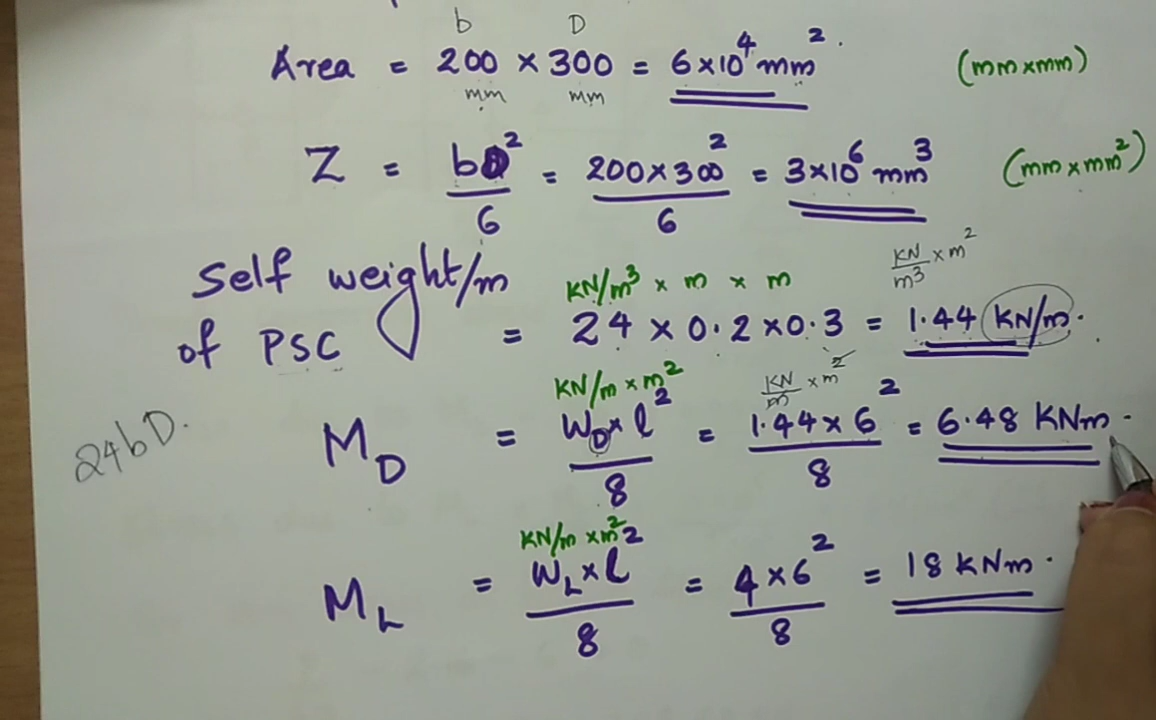 b D
Area = 200 × 300 = 6×10⁴ mm². (mm×mm)
mm mm
Z = bD²/6 = 200×300²/6 = 3×10⁶ mm³ (mm×mm²)
KN/m³ × m²
Self weight/m KN/m³ × m × m
of PSC = 24 × 0.2×0.3 = 1.44 KN/m.
KN/m × m² KN/m × m²
24bD.
M_D = W_D×l²/8 = 1.44×6²/8 = 6.48 KNm.
KN/m ×m²
M_L = W_L×l²/8 = 4×6²/8 = 18 KNm.